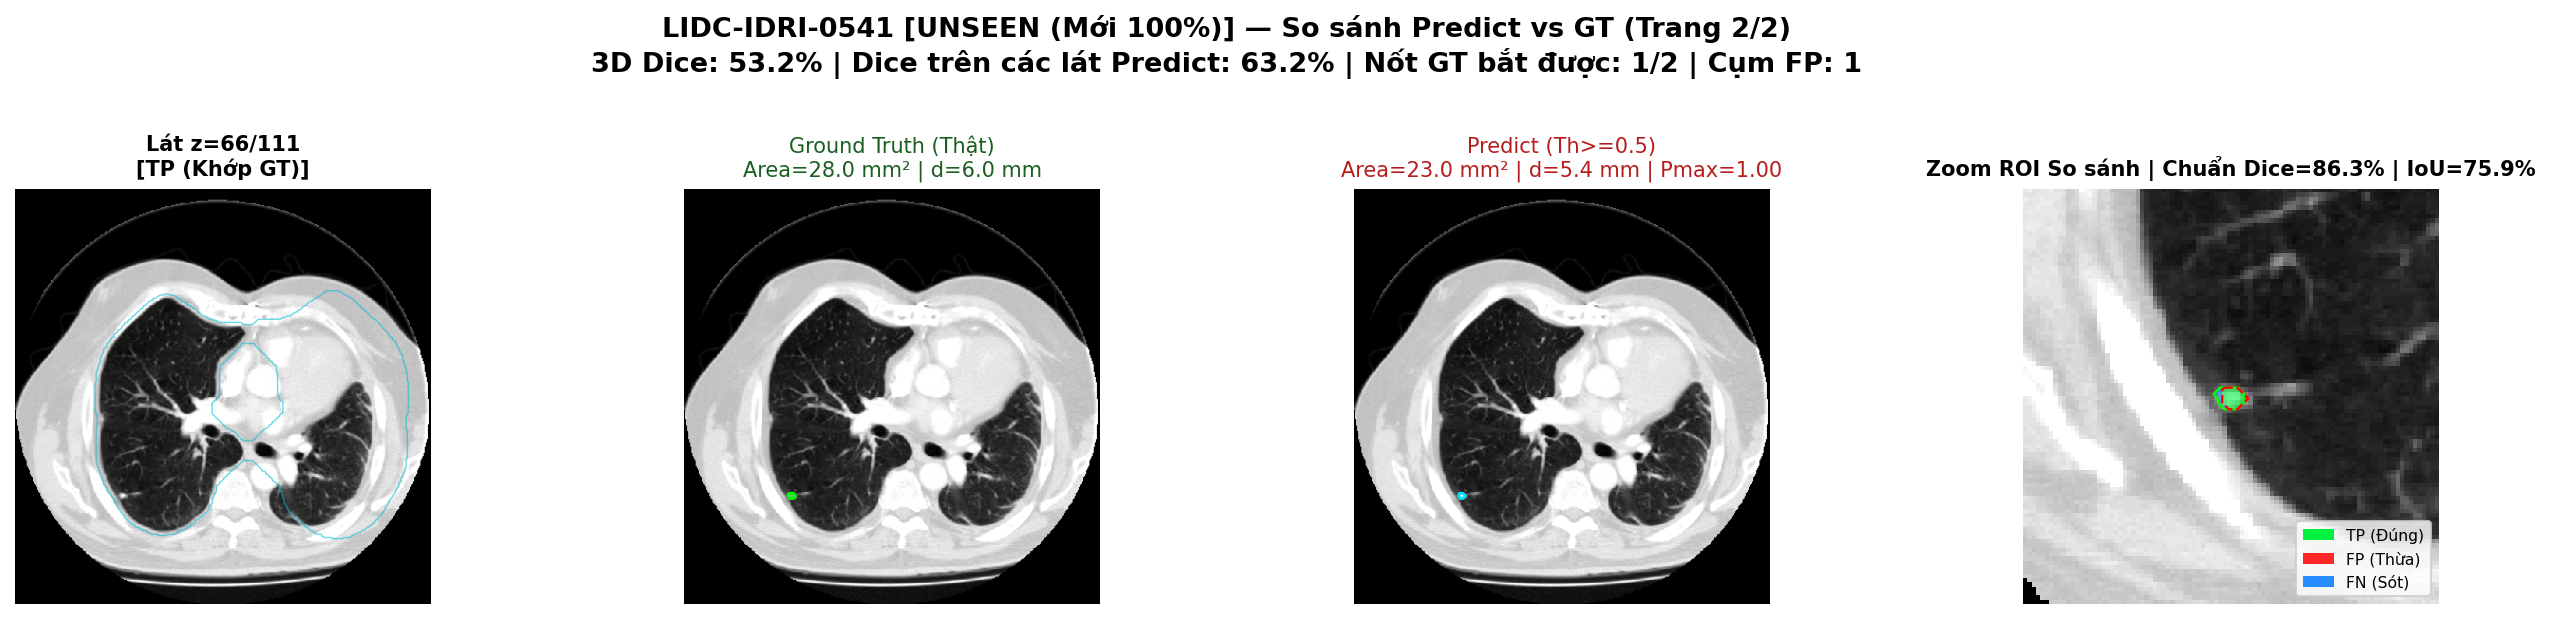 LIDC-IDRI-0541 [UNSEEN (Mới 100%)] — So sánh Predict vs GT (Trang 2/2)
3D Dice: 53.2% | Dice trên các lát Predict: 63.2% | Nốt GT bắt được: 1/2 | Cụm FP: 1
Lát z=66/111
[TP (Khớp GT)]
Ground Truth (Thật)
Area=28.0 mm² | d=6.0 mm
Predict (Th>=0.5)
Area=23.0 mm² | d=5.4 mm | Pmax=1.00
Zoom ROI So sánh | Chuẩn Dice=86.3% | IoU=75.9%
TP (Đúng)
FP (Thừa)
FN (Sót)